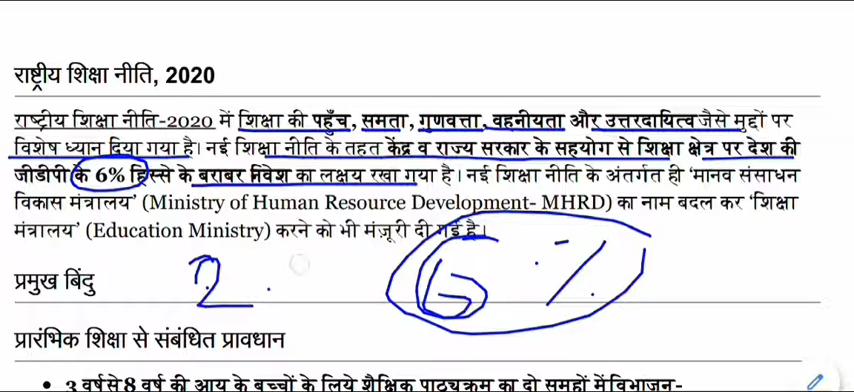 राष्ट्रीय शिक्षा नीति, 2020
राष्ट्रीय शिक्षा नीति-2020 में शिक्षा की पहुँच, समता, गुणवत्ता, वहनीयता और उत्तरदायित्व जैसे मुद्दों पर
विशेष ध्यान दिया गया है। नई शिक्षा नीति के तहत केंद्र व राज्य सरकार के सहयोग से शिक्षा क्षेत्र पर देश की
जीडीपी के 6% हिस्से के बराबर निवेश का लक्षय रखा गया है। नई शिक्षा नीति के अंतर्गत ही 'मानव संसाधन
विकास मंत्रालय' (Ministry of Human Resource Development- MHRD) का नाम बदल कर 'शिक्षा
मंत्रालय' (Education Ministry) करने को भी मंज़ूरी दी गई है।
प्रमुख बिंदु
2. 6 %
प्रारंभिक शिक्षा से संबंधित प्रावधान
• 3 वर्ष से 8 वर्ष की आयु के बच्चों के लिये शैक्षिक पाठ्यक्रम का दो समूहों में विभाजन-